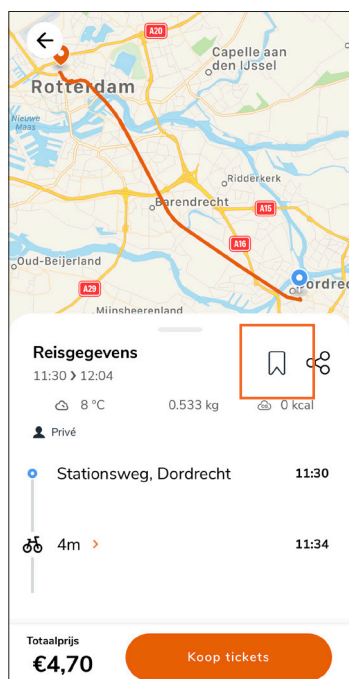 A20
Capelle aan
den IJssel
Rotterdam
Nieuwe
Maas
Ridderkerk
Barendrecht
A15
A16
Oud-Beijerland
Dordrec
A29
Mijnsheerenland
Reisgegevens
11:30 > 12:04
8 °C 0.533 kg 0 kcal
Privé
Stationsweg, Dordrecht 11:30
4m > 11:34
Totaalprijs
€4,70
Koop tickets